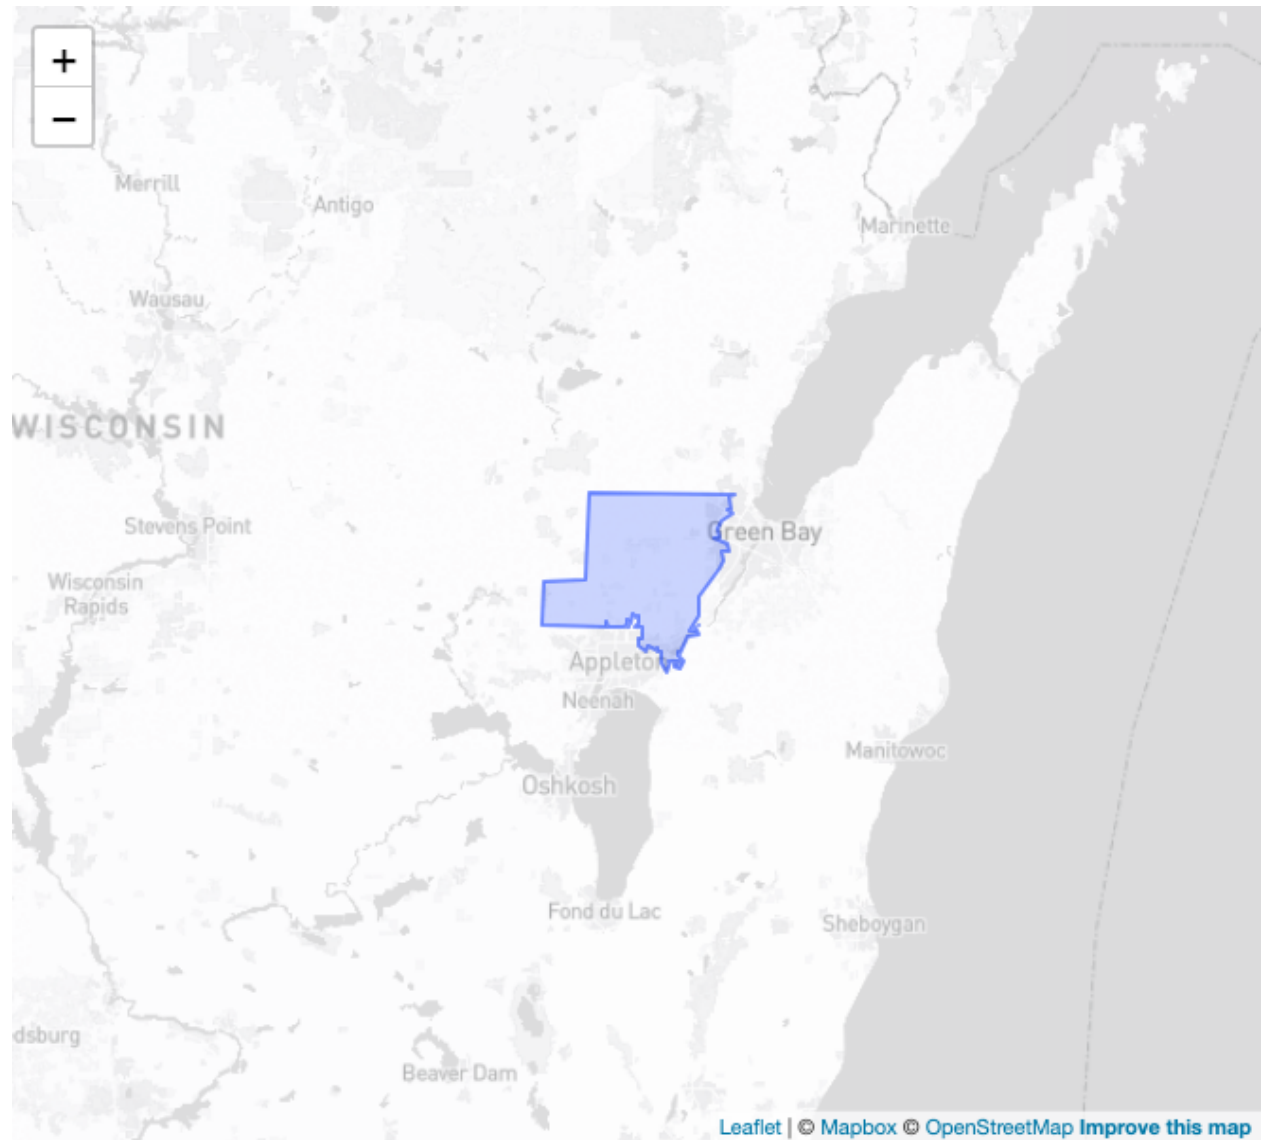 +
−
Merrill
Antigo
Marinette
Wausau
WISCONSIN
Stevens Point
Green Bay
Wisconsin
Rapids
Appleton
Neenah
Manitowoc
Oshkosh
Fond du Lac
Sheboygan
dsburg
Beaver Dam
Leaflet | © Mapbox © OpenStreetMap Improve this map